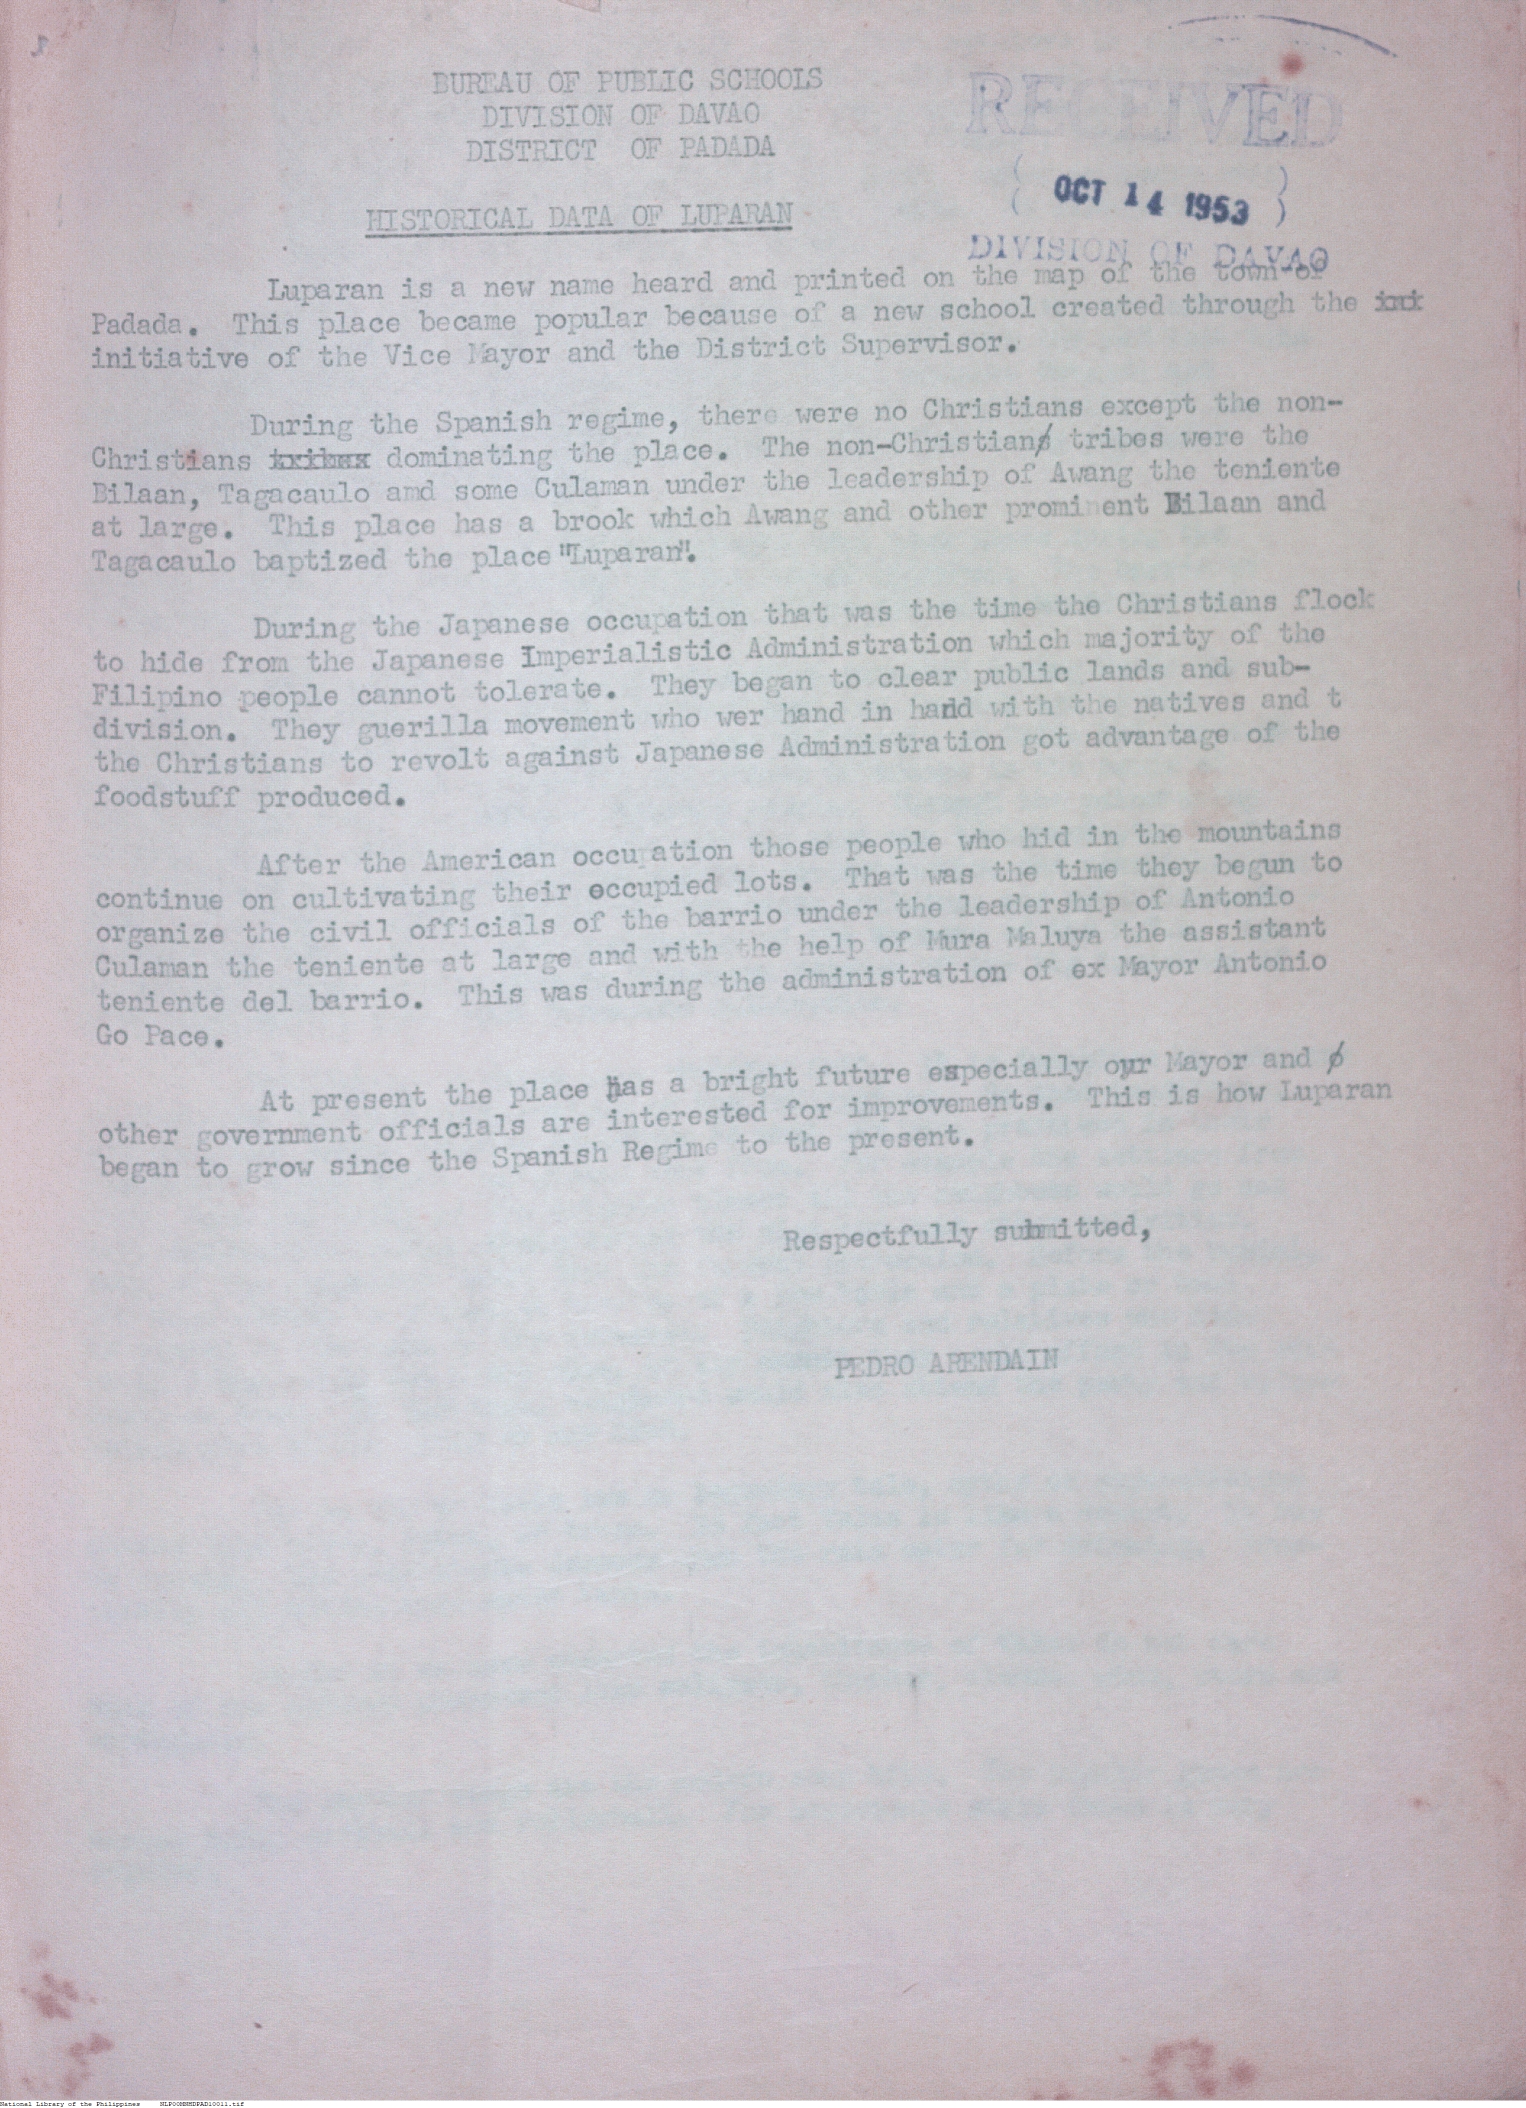 BUREAU OF PUBLIC SCHOOLS
DIVISION OF DAVAO
DISTRICT OF PADADA
RECEIVED
OCT 14 1953
DIVISION OF DAVAO
HISTORICAL DATA OF LUPARAN
Luparan is a new name heard and printed on the map of the town of
Padada. This place became popular because of a new school created through the
initiative of the Vice Mayor and the District Supervisor.
During the Spanish regime, there were no Christians except the non-
Christians tribes dominating the place. The non-Christians tribes were the
Bilaan, Tagacaulo amd some Culaman under the leadership of Awang the teniente
at large. This place has a brook which Awang and other prominent Bilaan and
Tagacaulo baptized the place "Luparan".
During the Japanese occupation that was the time the Christians flock
to hide from the Japanese Imperialistic Administration which majority of the
Filipino people cannot tolerate. They began to clear public lands and sub-
division. They guerilla movement who wer hand in hand with the natives and t
the Christians to revolt against Japanese Administration got advantage of the
foodstuff produced.
After the American occupation those people who hid in the mountains
continue on cultivating their occupied lots. That was the time they begun to
organize the civil officials of the barrio under the leadership of Antonio
Culaman the teniente at large and with the help of Mura Maluya the assistant
teniente del barrio. This was during the administration of ex Mayor Antonio
Go Pace.
At present the place has a bright future especially our Mayor and
other government officials are interested for improvements. This is how Luparan
began to grow since the Spanish Regime to the present.
Respectfully submitted,
PEDRO ARENDAIN
National Library of the Philippines NLPOOMNHDPAD10011.tif